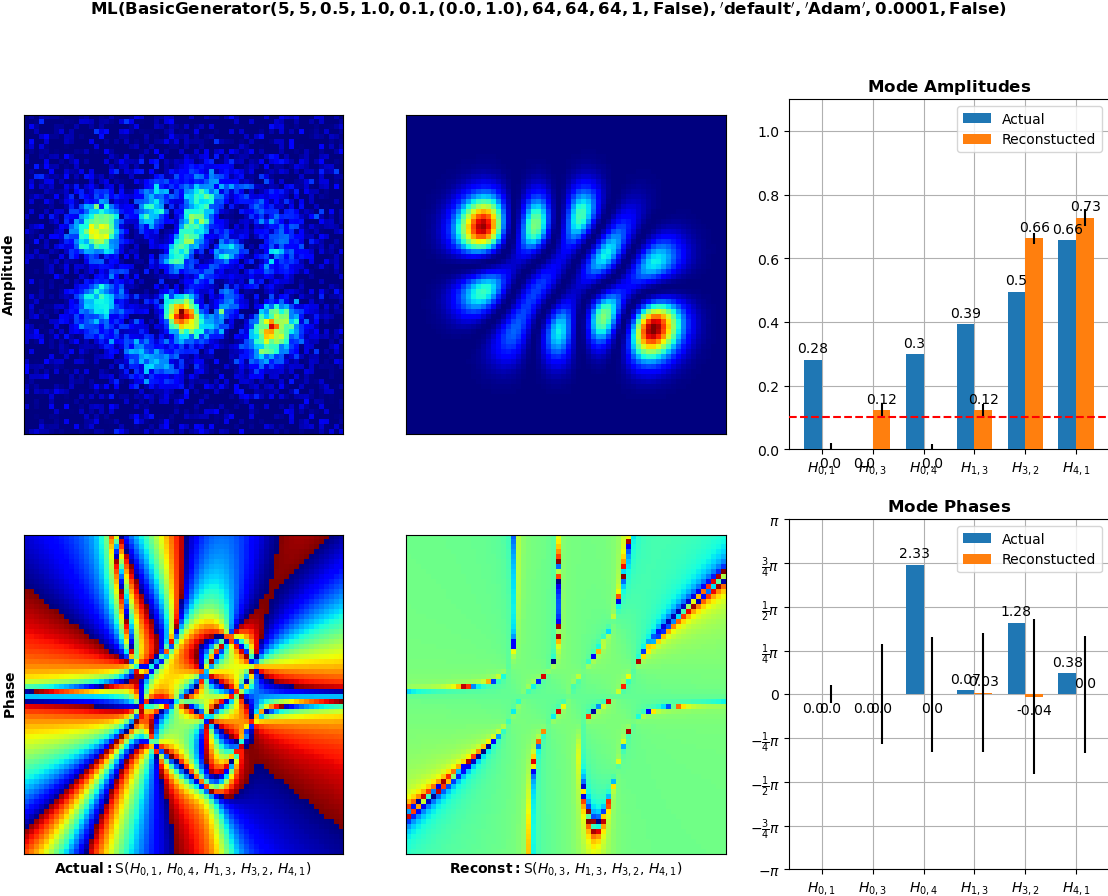 ML(BasicGenerator(5, 5, 0.5, 1.0, 0.1, (0.0, 1.0), 64, 64, 64, 1, False), 'default', 'Adam', 0.0001, False)
Amplitude
Mode Amplitudes
Actual
Reconstucted
1.0
0.8
0.6
0.4
0.2
0.0
0.28
0.0
0.0
0.12
0.3
0.0
0.39
0.12
0.5
0.66
0.66
0.73
H0,1 H0,3 H0,4 H1,3 H3,2 H4,1
Phase
Actual: S(H0,1, H0,4, H1,3, H3,2, H4,1)
Reconst: S(H0,3, H1,3, H3,2, H4,1)
Mode Phases
Actual
Reconstucted
π
3/4π
1/2π
1/4π
0
−1/4π
−1/2π
−3/4π
−π
0.0
0.0
0.0
0.0
2.33
0.0
0.07
0.03
1.28
-0.04
0.38
0.0
H0,1 H0,3 H0,4 H1,3 H3,2 H4,1